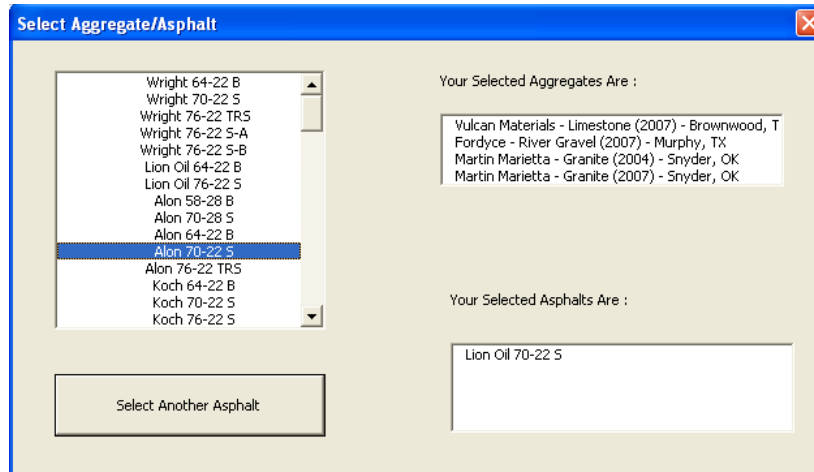 Select Aggregate/Asphalt
Wright 64-22 B
Wright 70-22 S
Wright 76-22 TRS
Wright 76-22 S-A
Wright 76-22 S-B
Lion Oil 64-22 B
Lion Oil 76-22 S
Alon 58-28 B
Alon 70-28 S
Alon 64-22 B
Alon 70-22 S
Alon 76-22 TRS
Koch 64-22 B
Koch 70-22 S
Koch 76-22 S
Select Another Asphalt
Your Selected Aggregates Are :
Vulcan Materials - Limestone (2007) - Brownwood, T
Fordyce - River Gravel (2007) - Murphy, TX
Martin Marietta - Granite (2004) - Snyder, OK
Martin Marietta - Granite (2007) - Snyder, OK
Your Selected Asphalts Are :
Lion Oil 70-22 S